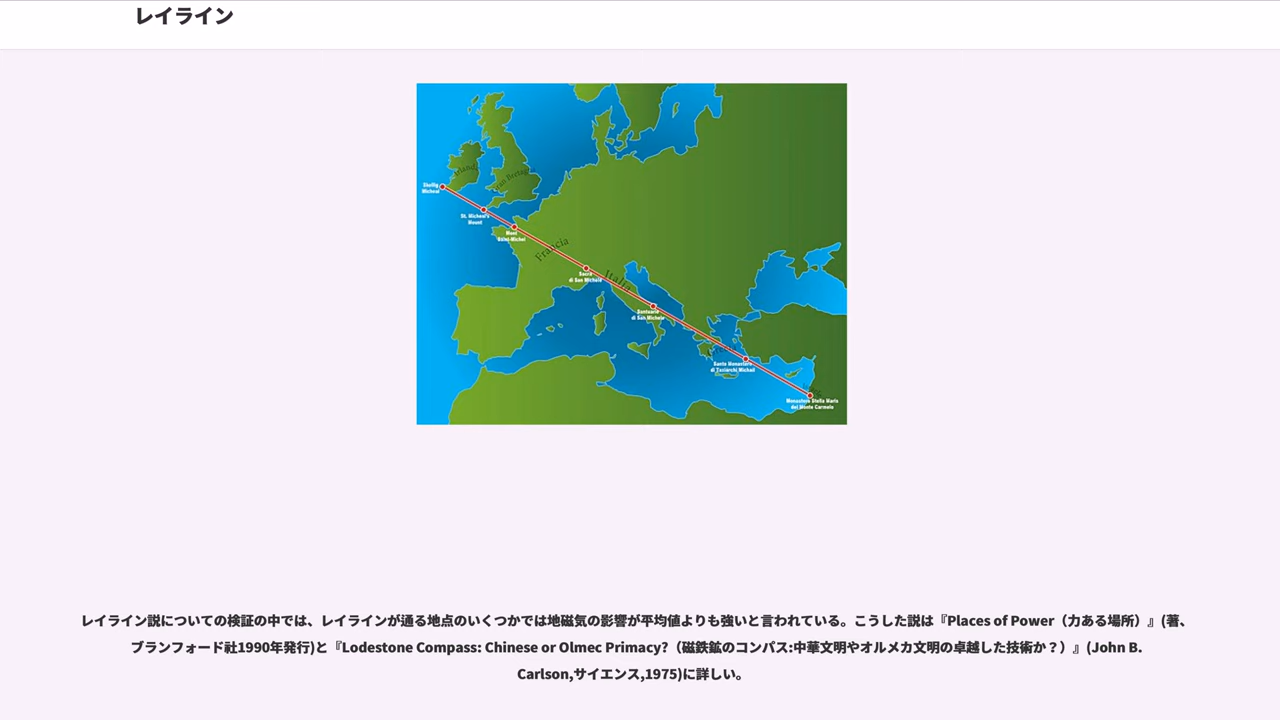 レイライン
Irlanda
Gran Bretagna
Skellig
Micheal
St. Michael's
Mount
Mont
Saint-Michel
Francia
Sacra
di San Michele
Italia
Santuario
di San Michele
Santo Monastero
di Taxiarchi Michail
Monastero Stella Maris
del Monte Carmelo
レイライン説についての検証の中では、レイラインが通る地点のいくつかでは地磁気の影響が平均値よりも強いと言われている。こうした説は『Places of Power（力ある場所）』(著、
ブランフォード社1990年発行)と『Lodestone Compass: Chinese or Olmec Primacy?（磁鉄鉱のコンパス:中華文明やオルメカ文明の卓越した技術か？）』(John B.
Carlson,サイエンス,1975)に詳しい。